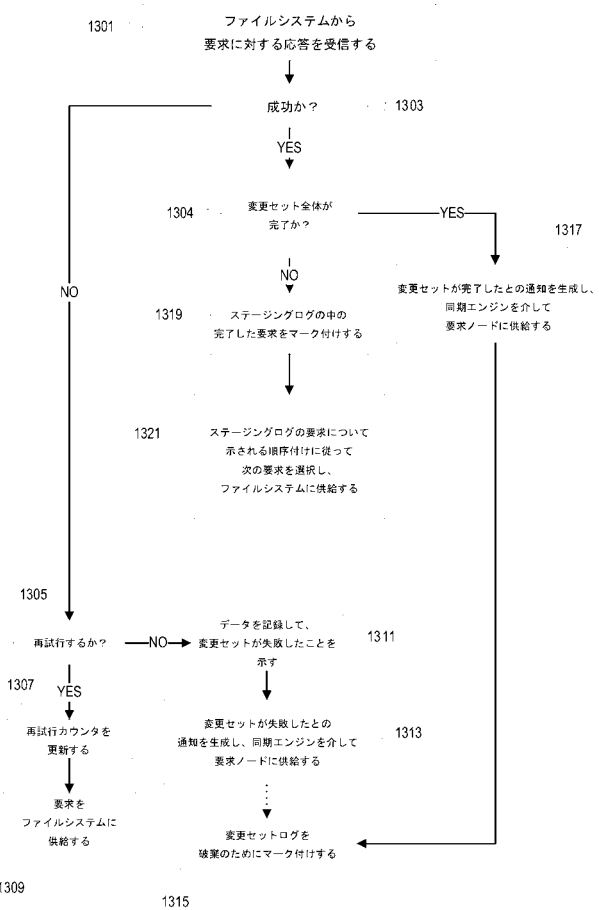 1301
ファイルシステムから
要求に対する応答を受信する
成功か？
1303
YES
1304
変更セット全体が
完了か？
YES
1317
NO
NO
変更セットが完了したとの通知を生成し、
同期エンジンを介して
要求ノードに供給する
1319
ステージングログの中の
完了した要求をマーク付けする
1321
ステージングログの要求について
示される順序付けに従って
次の要求を選択し、
ファイルシステムに供給する
1305
再試行するか？
NO
データを記録して、
変更セットが失敗したことを
示す
1311
1307
YES
再試行カウンタを
更新する
変更セットが失敗したとの
通知を生成し、同期エンジンを介して
要求ノードに供給する
1313
要求を
ファイルシステムに
供給する
変更セットログを
破棄のためにマーク付けする
1309
1315